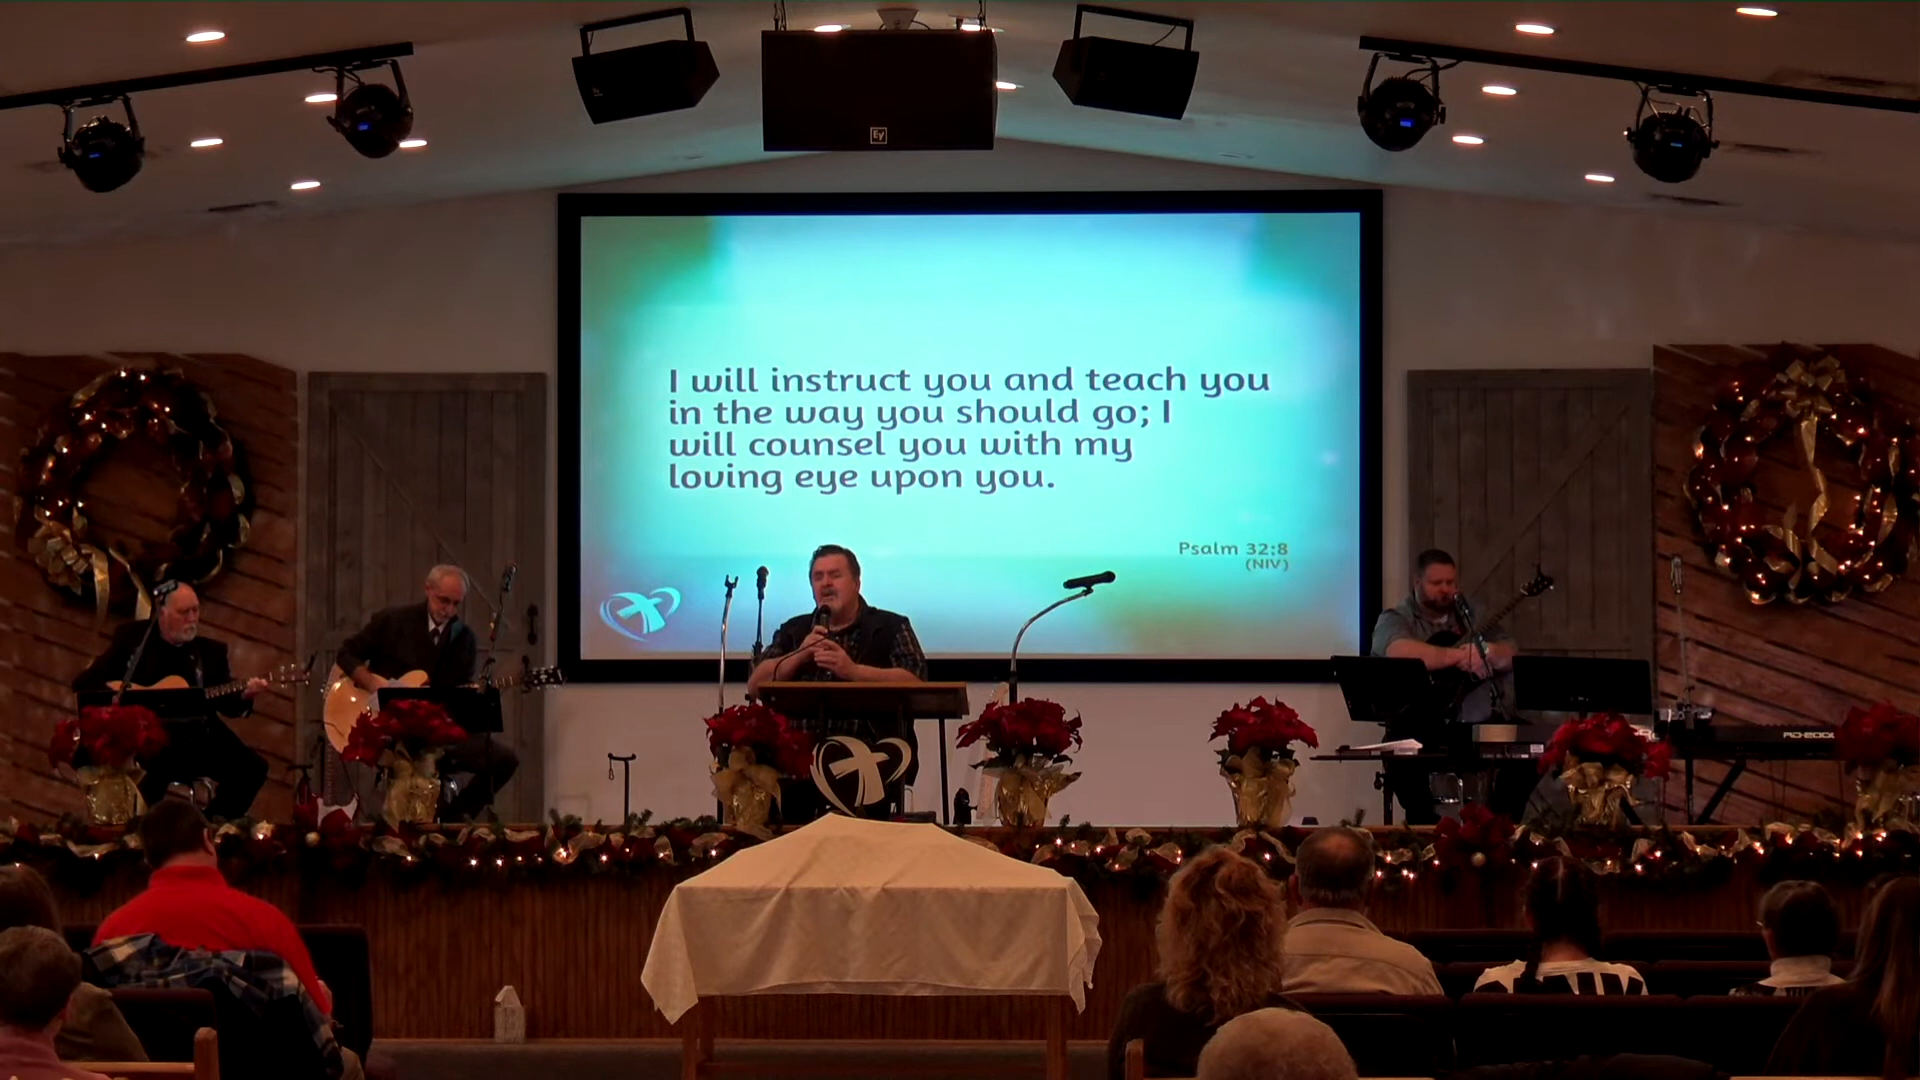 EV
I will instruct you and teach you
in the way you should go; I
will counsel you with my
loving eye upon you.
Psalm 32:8
(NIV)